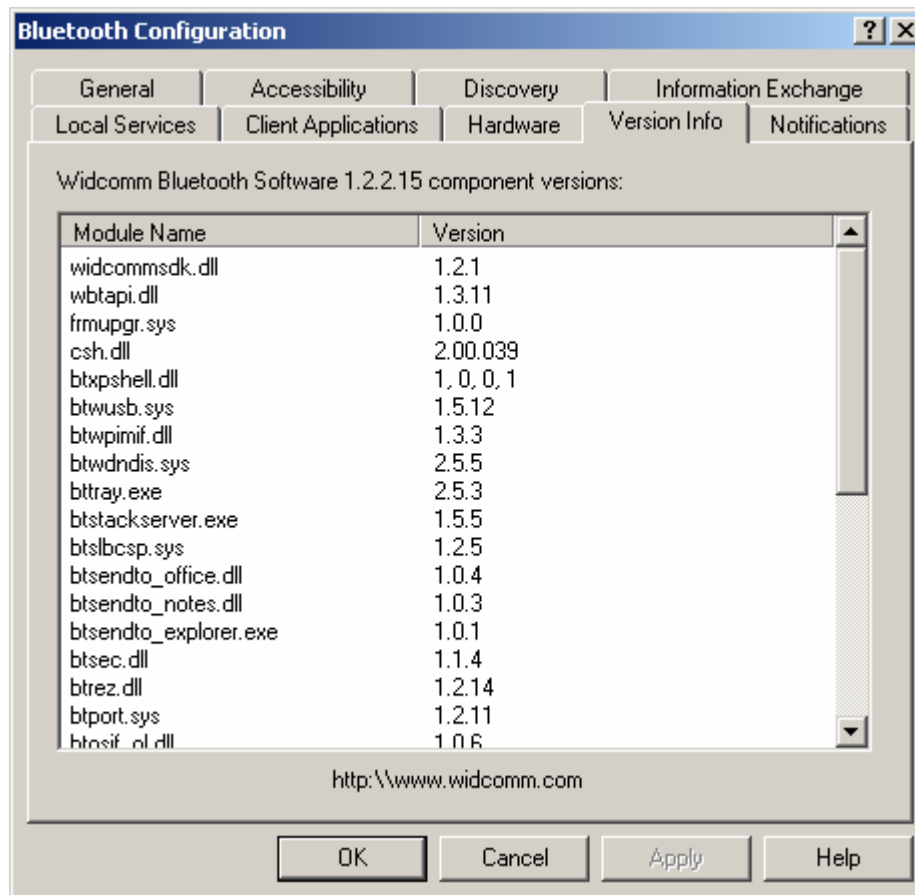 Bluetooth Configuration
General Accessibility Discovery Information Exchange
Local Services Client Applications Hardware Version Info Notifications
Widcomm Bluetooth Software 1.2.2.15 component versions:
Module Name Version
widcommsdk.dll 1.2.1
wbtapi.dll 1.3.11
frmupgr.sys 1.0.0
csh.dll 2.00.039
btxpshell.dll 1, 0, 0, 1
btwusb.sys 1.5.12
btwpimif.dll 1.3.3
btwdndis.sys 2.5.5
bttray.exe 2.5.3
btstackserver.exe 1.5.5
btslbcsp.sys 1.2.5
btsendto_office.dll 1.0.4
btsendto_notes.dll 1.0.3
btsendto_explorer.exe 1.0.1
btsec.dll 1.1.4
btrez.dll 1.2.14
btport.sys 1.2.11
btosif_ol.dll 1.0.6
http:\\www.widcomm.com
OK Cancel Apply Help